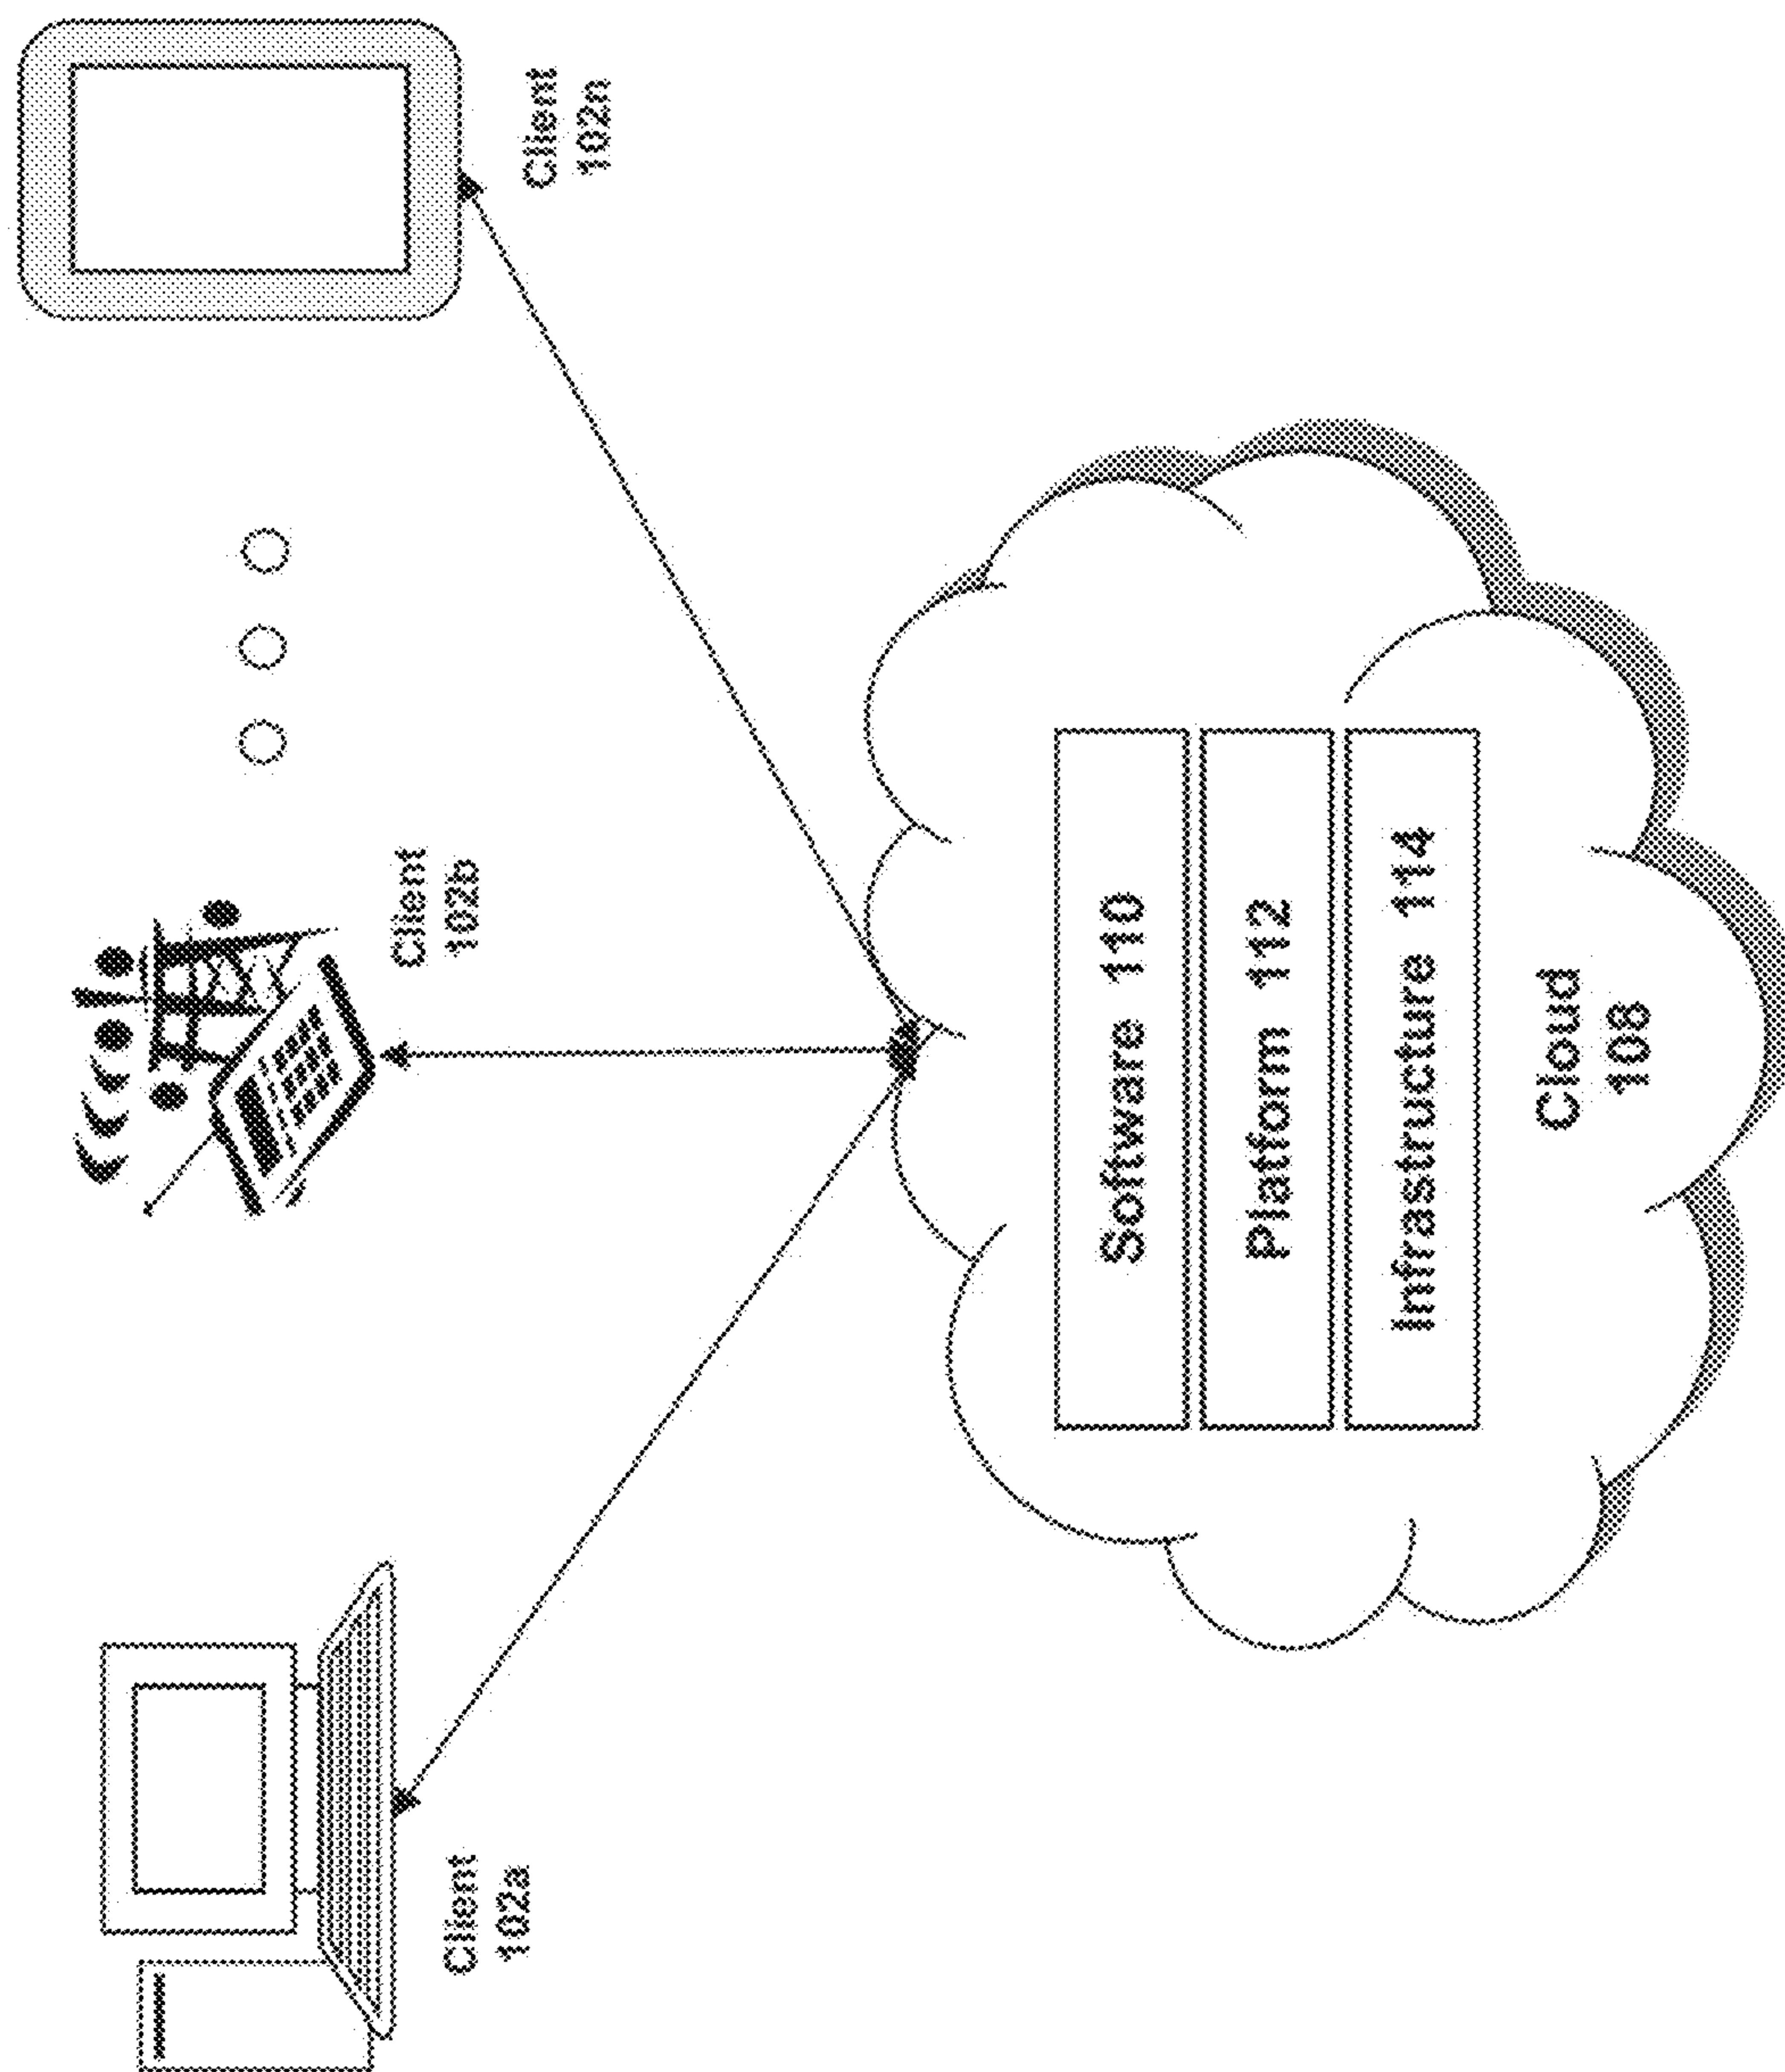 Client
102a
Client
102b
Client
102n
Software 110
Platform 112
Infrastructure 114
Cloud
108